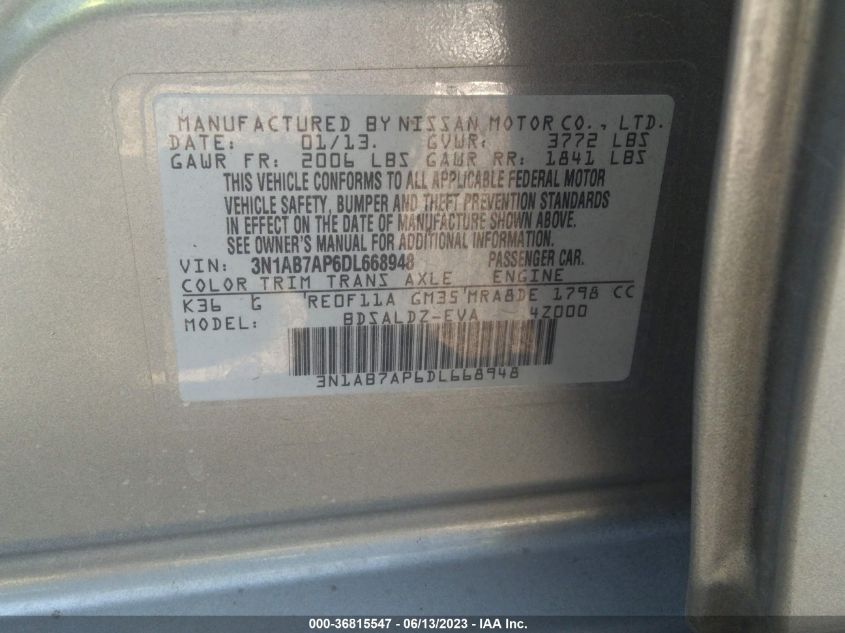 MANUFACTURED BY NISSAN MOTOR CO., LTD.
DATE: 01/13. GVWR: 3772 LBS
GAWR FR: 2006 LBS GAWR RR: 1841 LBS
THIS VEHICLE CONFORMS TO ALL APPLICABLE FEDERAL MOTOR
VEHICLE SAFETY, BUMPER AND THEFT PREVENTION STANDARDS
IN EFFECT ON THE DATE OF MANUFACTURE SHOWN ABOVE.
SEE OWNER'S MANUAL FOR ADDITIONAL INFORMATION.
VIN: 3N1AB7AP6DL668948 PASSENGER CAR.
COLOR TRIM TRANS AXLE ENGINE
K36 G RE0F11A GM35 MRA8DE 1798 CC
MODEL: BDSALDZ-EVA 4Z000
3N1AB7AP6DL668948
000-36815547 - 06/13/2023 - IAA Inc.